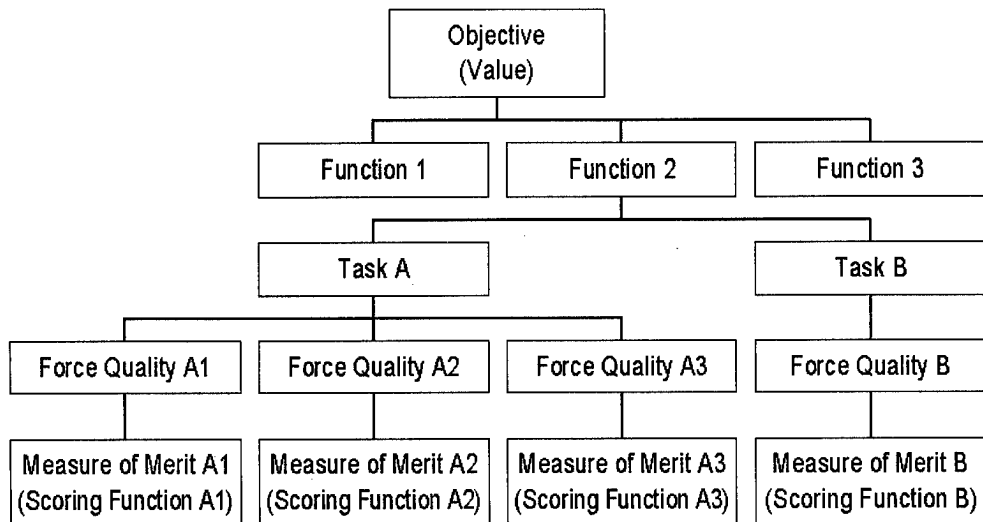 Objective
(Value)
Function 1
Function 2
Function 3
Task A
Task B
Force Quality A1
Force Quality A2
Force Quality A3
Force Quality B
Measure of Merit A1
(Scoring Function A1)
Measure of Merit A2
(Scoring Function A2)
Measure of Merit A3
(Scoring Function A3)
Measure of Merit B
(Scoring Function B)